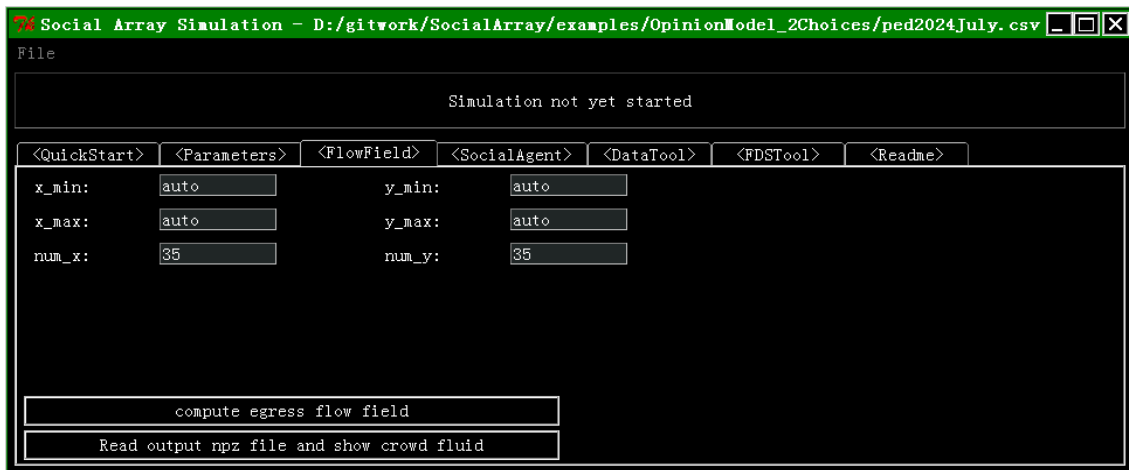 Social Array Simulation - D:/gitwork/SocialArray/examples/OpinionModel_2Choices/ped2024July.csv
File
Simulation not yet started
<QuickStart> <Parameters> <FlowField> <SocialAgent> <DataTool> <FDSTool> <Readme>
x_min: auto y_min: auto
x_max: auto y_max: auto
num_x: 35 num_y: 35
compute egress flow field
Read output npz file and show crowd fluid